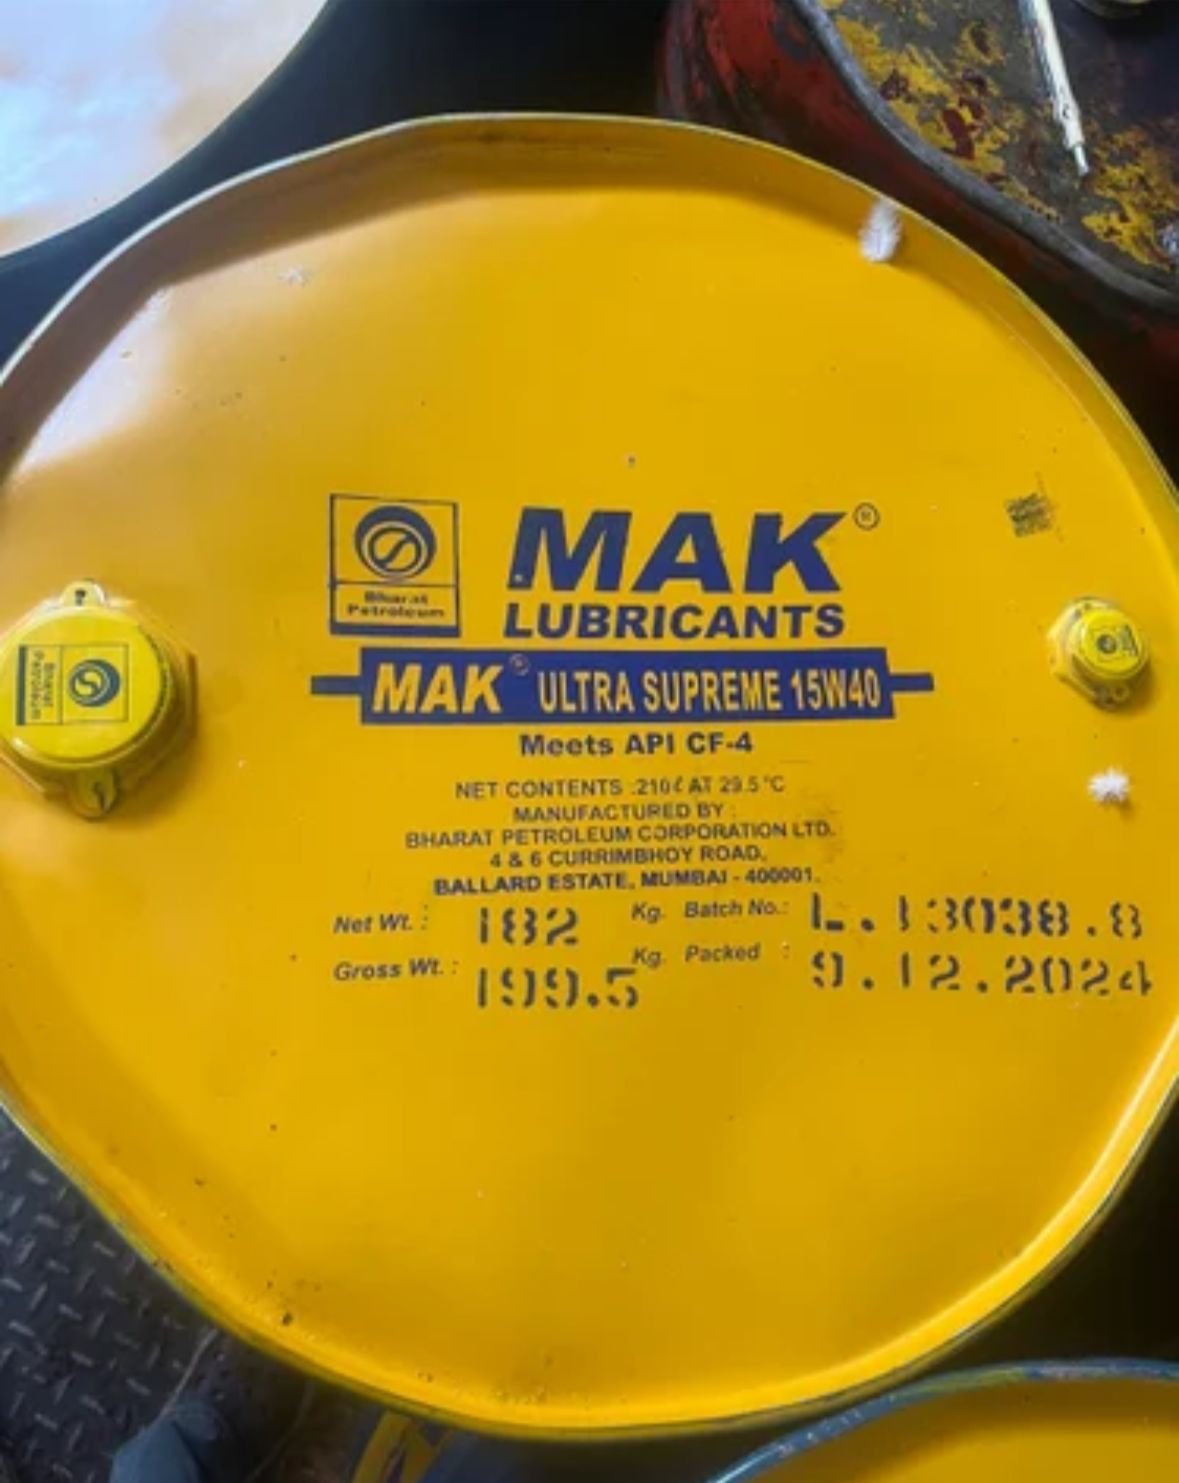 Bharat
Petroleum
MAK®
LUBRICANTS
MAK® ULTRA SUPREME 15W40
Meets API CF-4
NET CONTENTS :210ℓ AT 29.5°C
MANUFACTURED BY :
BHARAT PETROLEUM CORPORATION LTD.
4 & 6 CURRIMBHOY ROAD,
BALLARD ESTATE, MUMBAI - 400001.
Net Wt. : 182 Kg. Batch No.: L.13038.8
Gross Wt. : 199.5 Kg. Packed : 9.12.2024
Bharat
Petroleum